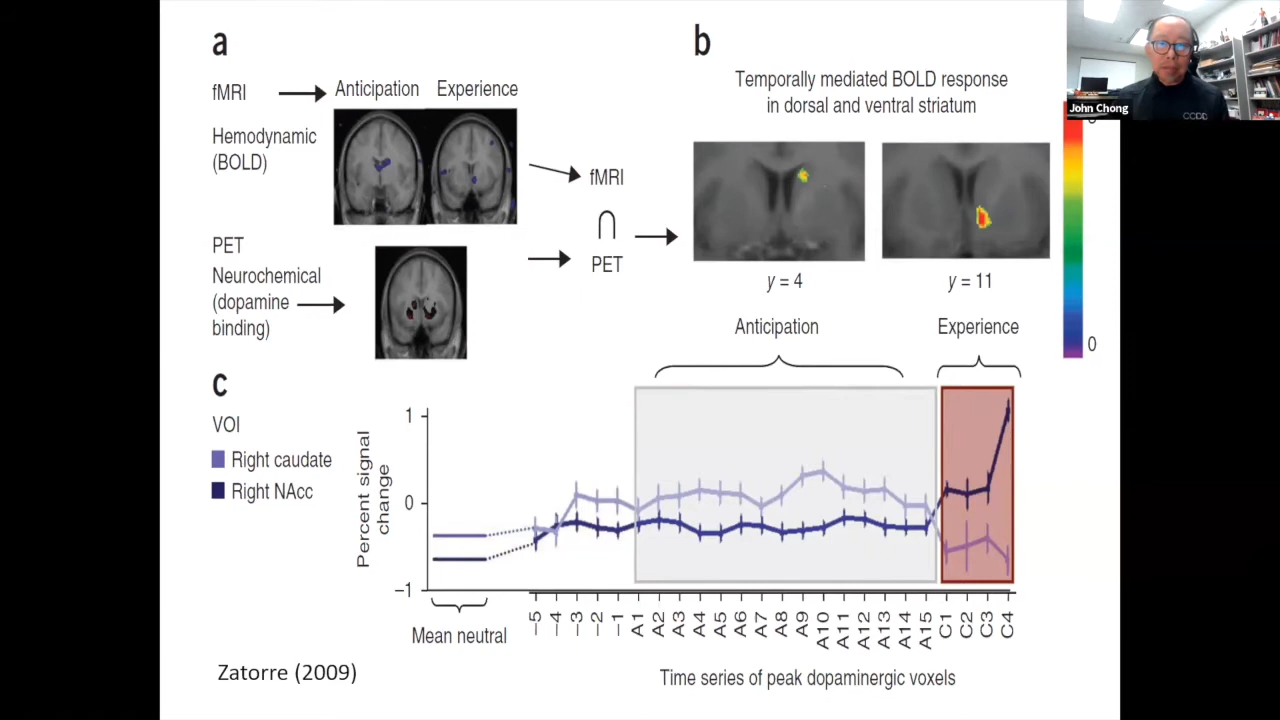 a
fMRI
Anticipation
Experience
Hemodynamic
(BOLD)
PET
Neurochemical
(dopamine
binding)
fMRI
∩
PET
b
Temporally mediated BOLD response
in dorsal and ventral striatum
y = 4
y = 11
0
John Chong
c
VOI
Right caudate
Right NAcc
Anticipation
Experience
Percent signal
change
1
0
–1
Mean neutral
–5
–4
–3
–2
–1
A1
A2
A3
A4
A5
A6
A7
A8
A9
A10
A11
A12
A13
A14
A15
C1
C2
C3
C4
Time series of peak dopaminergic voxels
Zatorre (2009)